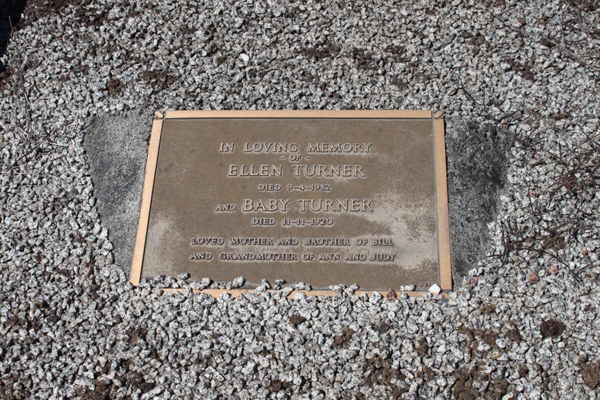 IN LOVING MEMORY
- OF -
ELLEN TURNER
DIED 9-4-1932
AND BABY TURNER
DIED 11-11-1920
LOVED MOTHER AND BROTHER OF BILL
AND GRANDMOTHER OF ANN AND JUDY